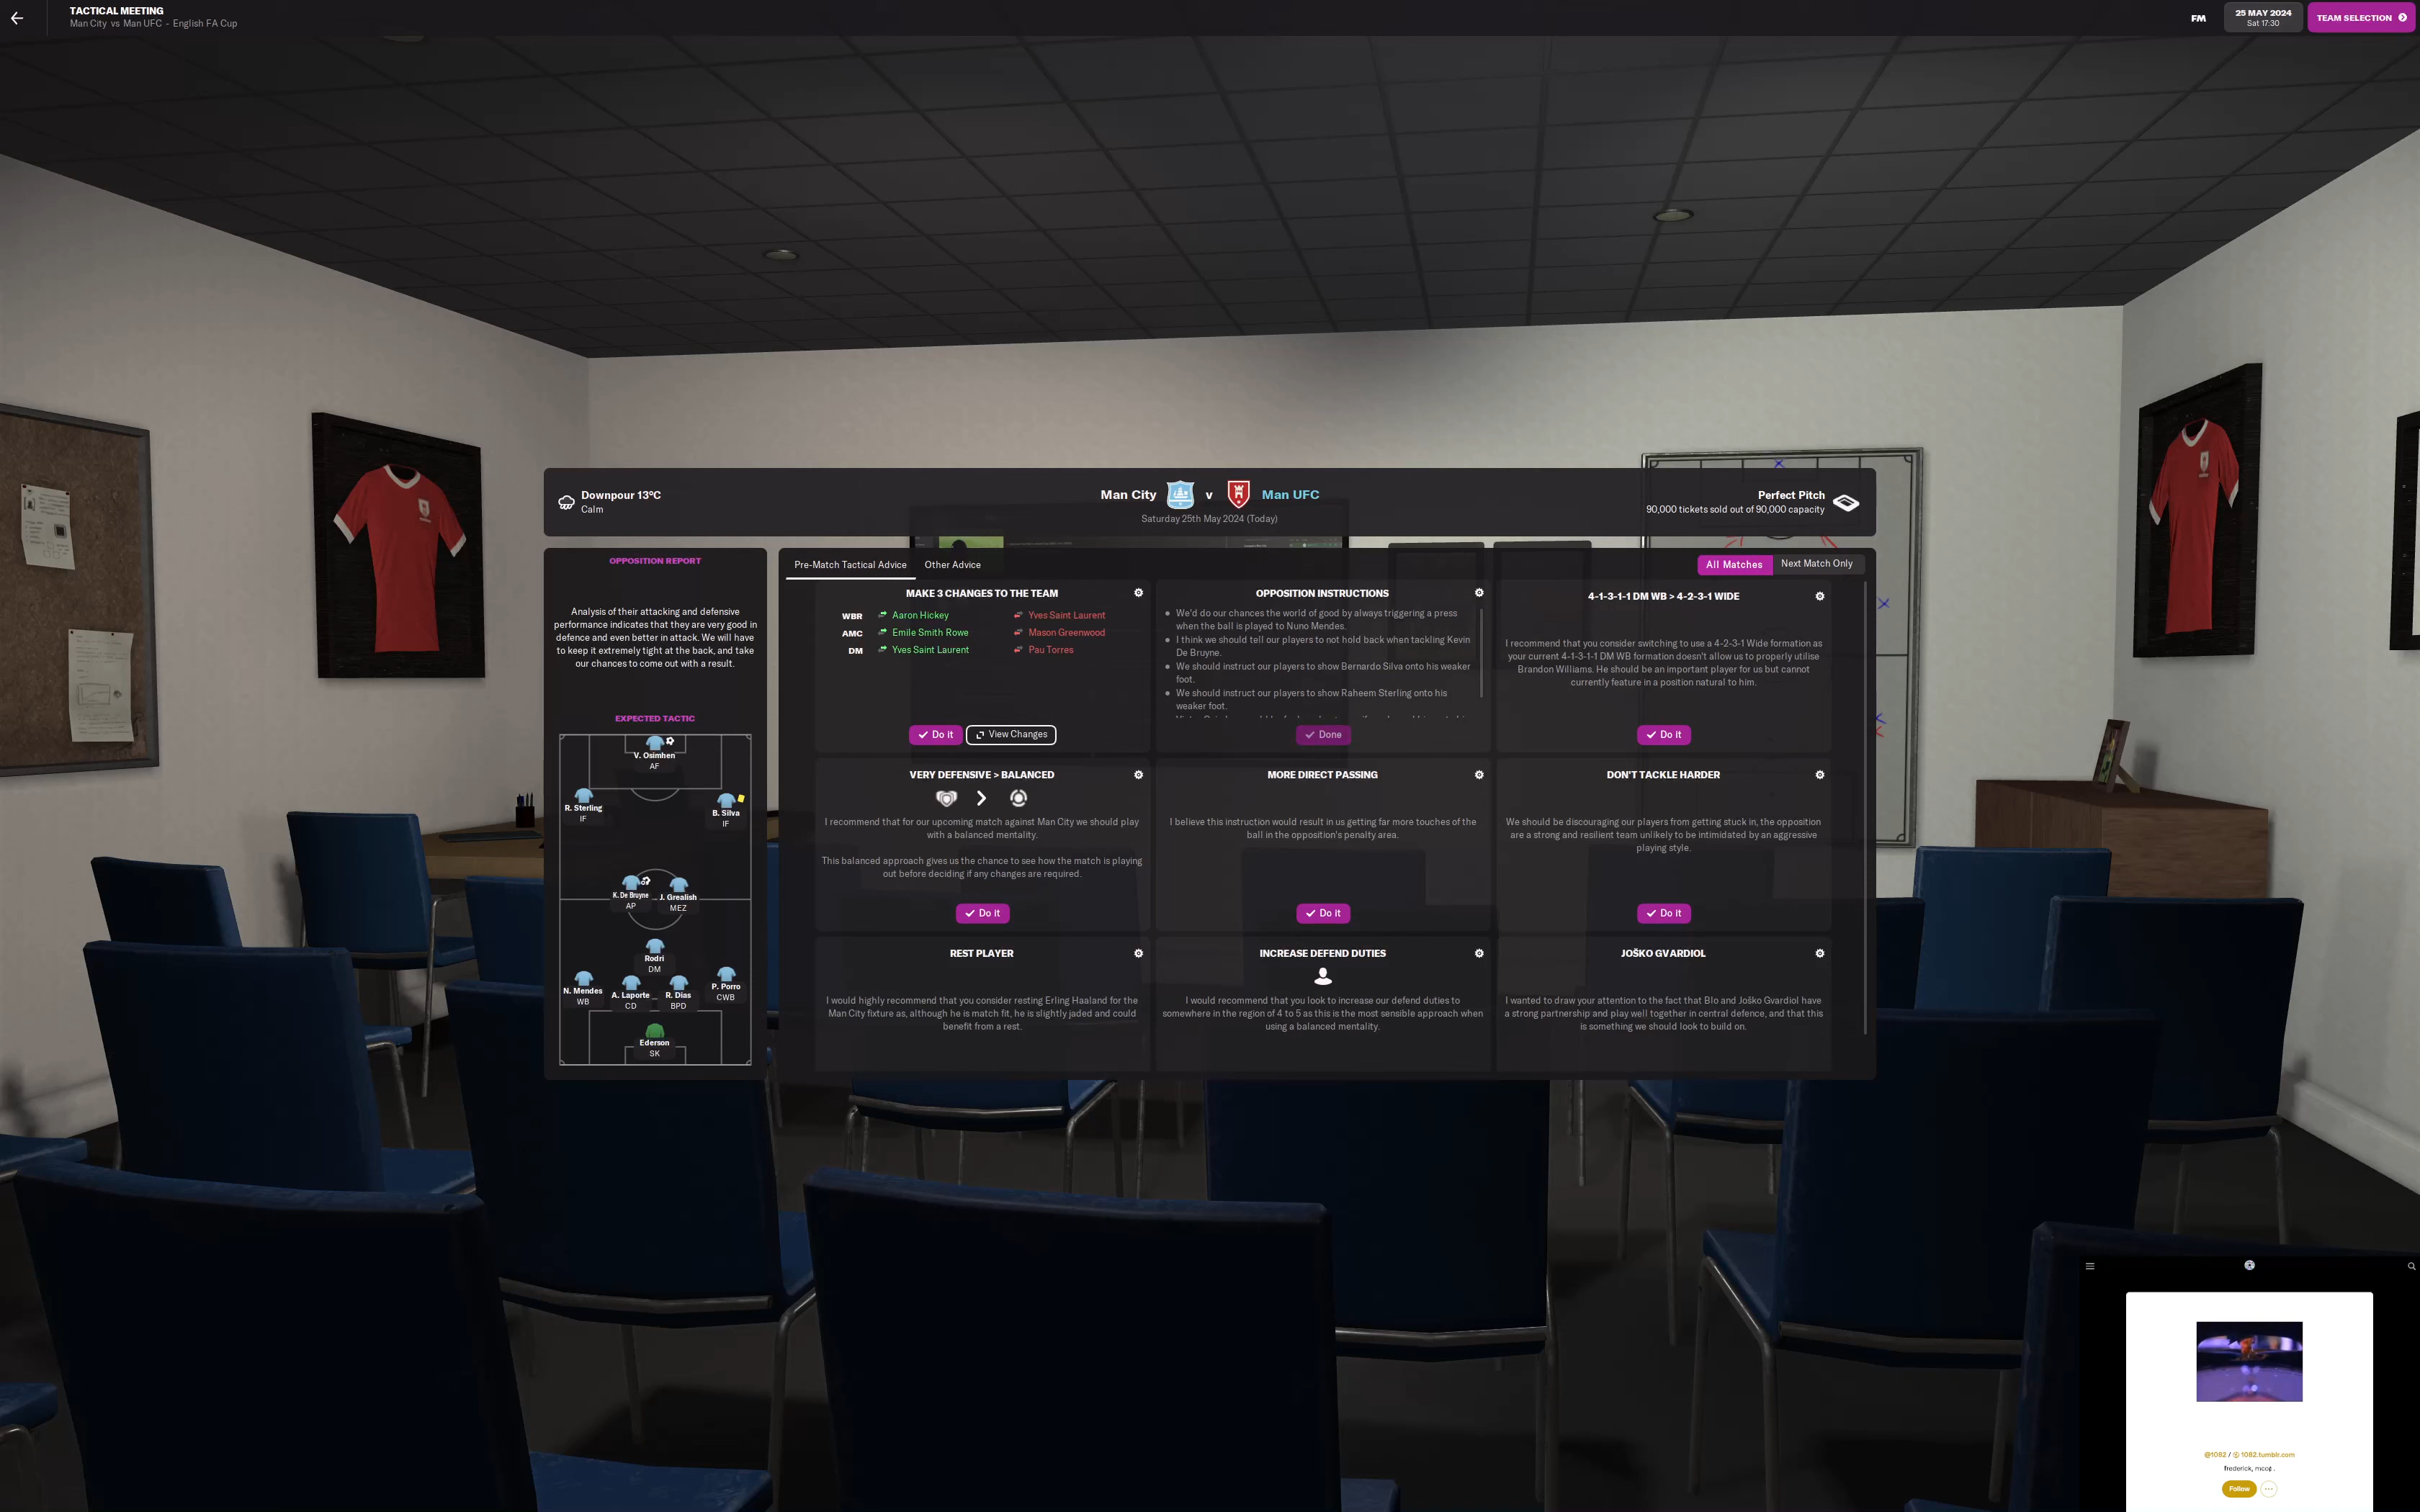 TACTICAL MEETING
Man City vs Man UFC - English FA Cup
FM
25 MAY 2024
Sat 17:30
TEAM SELECTION
Downpour 13°C
Calm
Man City v Man UFC
Saturday 25th May 2024 (Today)
Perfect Pitch
90,000 tickets sold out of 90,000 capacity
OPPOSITION REPORT
Analysis of their attacking and defensive
performance indicates that they are very good in
defence and even better in attack. We will have
to keep it extremely tight at the back, and take
our chances to come out with a result.
EXPECTED TACTIC
V. Osimhen
AF
R. Sterling
IF
B. Silva
IF
K. De Bruyne
AP
J. Grealish
MEZ
Rodri
DM
N. Mendes
WB
A. Laporte
CD
R. Dias
BPD
P. Porro
CWB
Ederson
SK
Pre-Match Tactical Advice
Other Advice
All Matches
Next Match Only
MAKE 3 CHANGES TO THE TEAM
WBR Aaron Hickey Yves Saint Laurent
AMC Emile Smith Rowe Mason Greenwood
DM Yves Saint Laurent Pau Torres
Do it
View Changes
OPPOSITION INSTRUCTIONS
We'd do our chances the world of good by always triggering a press
when the ball is played to Nuno Mendes.
I think we should tell our players to not hold back when tackling Kevin
De Bruyne.
We should instruct our players to show Bernardo Silva onto his weaker
foot.
We should instruct our players to show Raheem Sterling onto his
weaker foot.
Done
4-1-3-1-1 DM WB > 4-2-3-1 WIDE
I recommend that you consider switching to use a 4-2-3-1 Wide formation as
your current 4-1-3-1-1 DM WB formation doesn't allow us to properly utilise
Brandon Williams. He should be an important player for us but cannot
currently feature in a position natural to him.
Do it
VERY DEFENSIVE > BALANCED
I recommend that for our upcoming match against Man City we should play
with a balanced mentality.
This balanced approach gives us the chance to see how the match is playing
out before deciding if any changes are required.
Do it
MORE DIRECT PASSING
I believe this instruction would result in us getting far more touches of the
ball in the opposition's penalty area.
Do it
DON'T TACKLE HARDER
We should be discouraging our players from getting stuck in, the opposition
are a strong and resilient team unlikely to be intimidated by an aggressive
playing style.
Do it
REST PLAYER
I would highly recommend that you consider resting Erling Haaland for the
Man City fixture as, although he is match fit, he is slightly jaded and could
benefit from a rest.
INCREASE DEFEND DUTIES
I would recommend that you look to increase our defend duties to
somewhere in the region of 4 to 5 as this is the most sensible approach when
using a balanced mentality.
JOŠKO GVARDIOL
I wanted to draw your attention to the fact that Blo and Joško Gvardiol have
a strong partnership and play well together in central defence, and that this
is something we should look to build on.
@1082 / 1082.tumblr.com
Follow